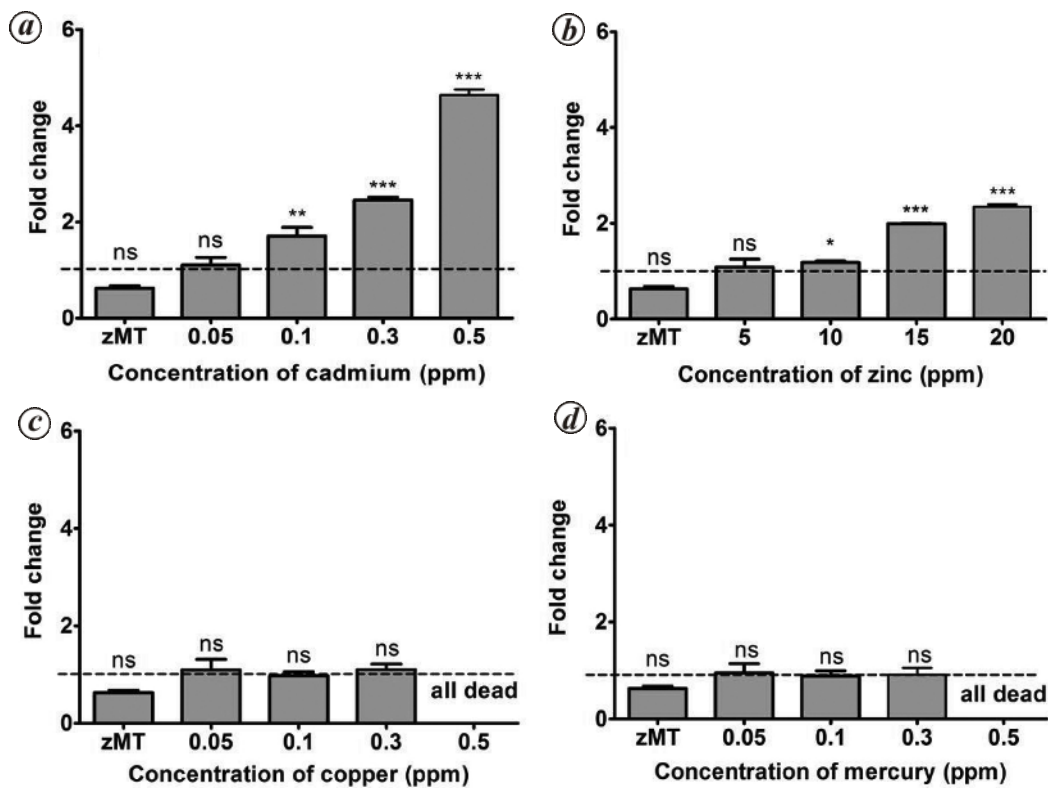 a
6
4
2
0
Fold change
ns
ns
**
***
***
zMT 0.05 0.1 0.3 0.5
Concentration of cadmium (ppm)
b
6
4
2
0
Fold change
ns
ns
*
***
***
zMT 5 10 15 20
Concentration of zinc (ppm)
c
6
4
2
0
Fold change
ns
ns
ns
ns
all dead
zMT 0.05 0.1 0.3 0.5
Concentration of copper (ppm)
d
6
4
2
0
Fold change
ns
ns
ns
ns
all dead
zMT 0.05 0.1 0.3 0.5
Concentration of mercury (ppm)